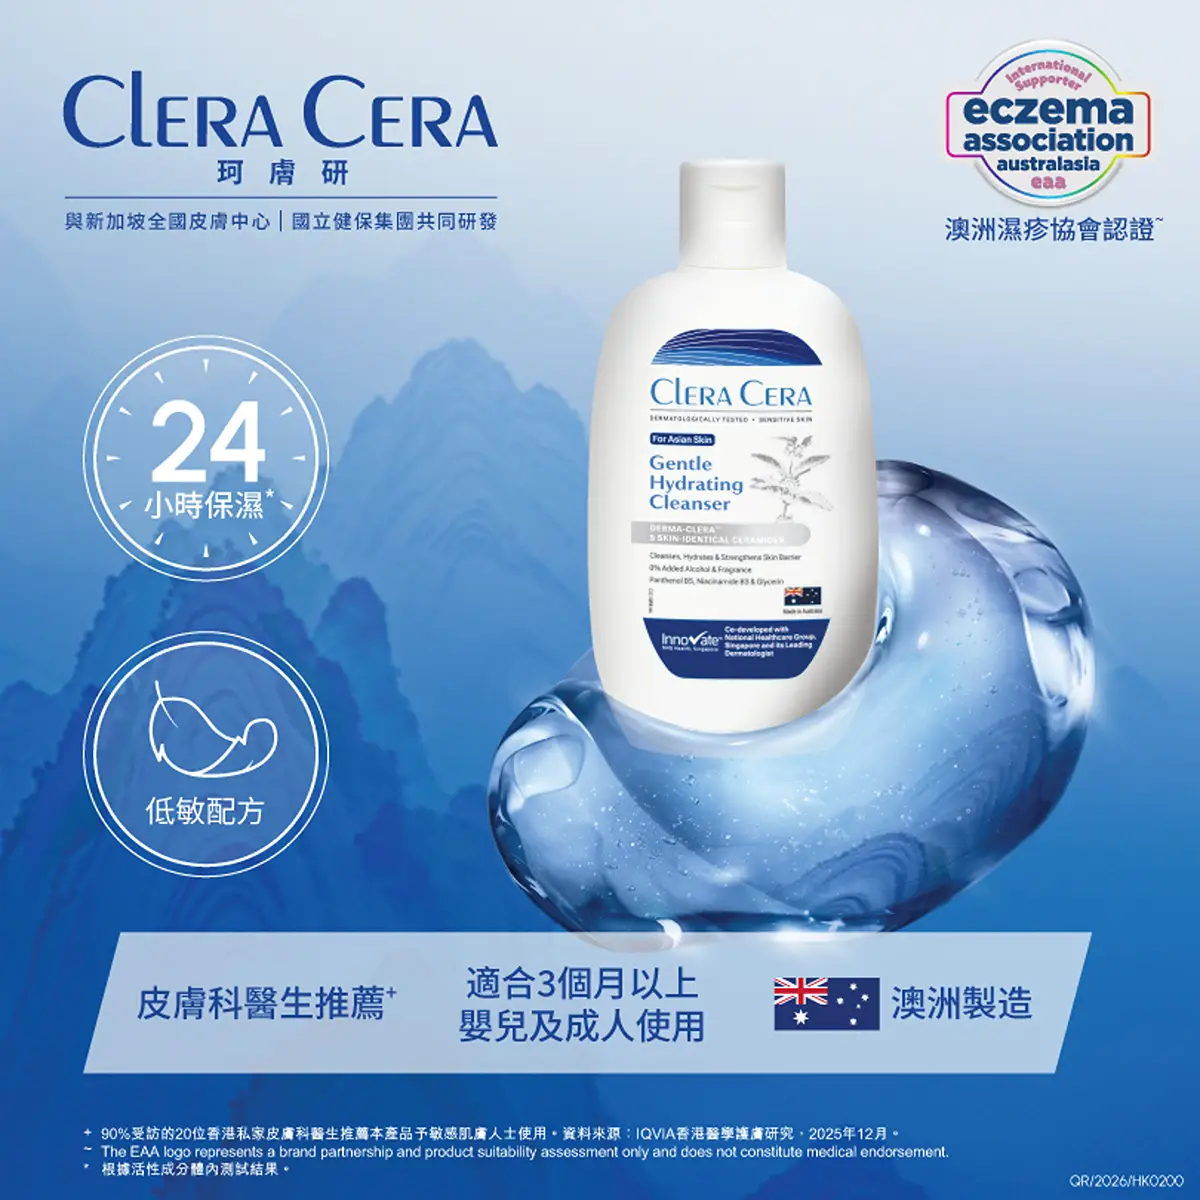 CLERA CERA
珂膚研
與新加坡全國皮膚中心 | 國立健保集團共同研發
International Supporter
eczema
association
australasia
eaa
澳洲濕疹協會認證~
24
小時保濕*
低敏配方
CLERA CERA
DERMATOLOGICALLY TESTED • SENSITIVE SKIN
For Asian Skin
Gentle
Hydrating
Cleanser
DERMA-CLERA™
5 SKIN-IDENTICAL CERAMIDES
Cleanses, Hydrates & Strengthens Skin Barrier
0% Added Alcohol & Fragrance
Panthenol B5, Niacinamide B3 & Glycerin
Made in Australia
Innovate
NHG Health, Singapore
Co-developed with
National Healthcare Group,
Singapore and its Leading
Dermatologist
皮膚科醫生推薦+
適合3個月以上
嬰兒及成人使用
澳洲製造
+ 90%受訪的20位香港私家皮膚科醫生推薦本產品予敏感肌膚人士使用。資料來源：IQVIA香港醫學護膚研究，2025年12月。
~ The EAA logo represents a brand partnership and product suitability assessment only and does not constitute medical endorsement.
* 根據活性成分體內測試結果。
QR/2026/HK0200